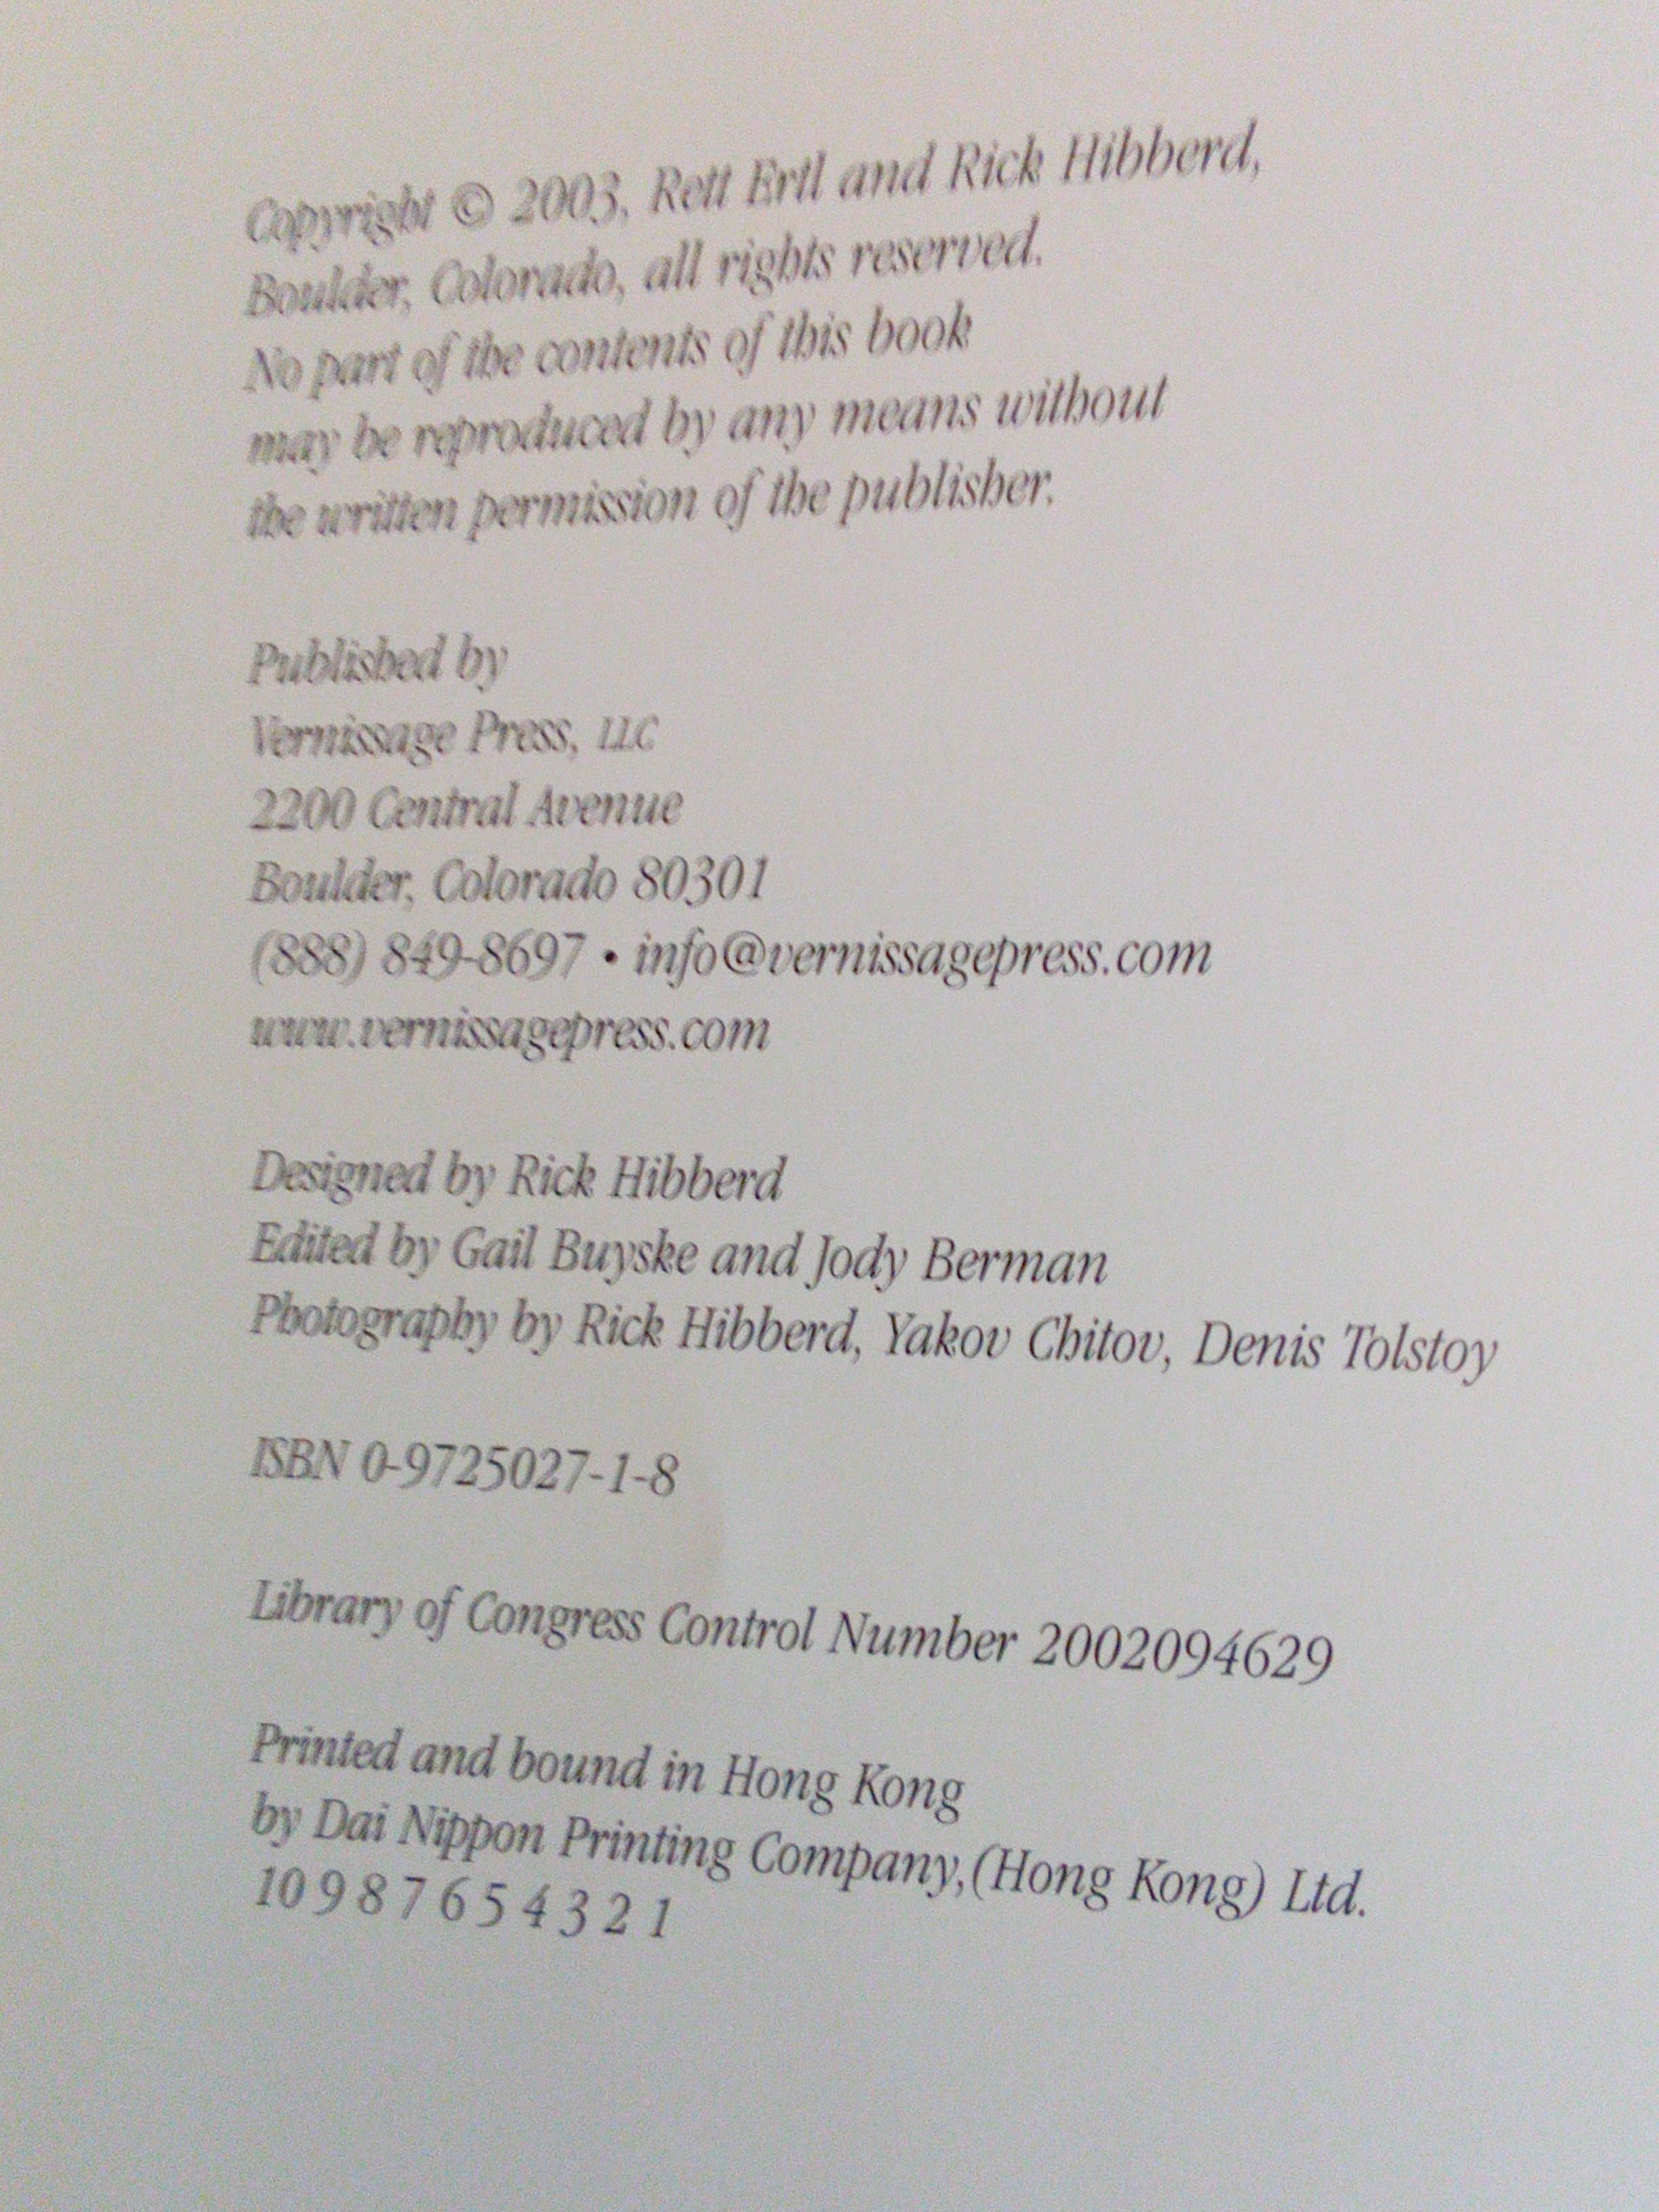 Copyright © 2003, Rett Ertl and Rick Hibberd,
Boulder, Colorado, all rights reserved.
No part of the contents of this book
may be reproduced by any means without
the written permission of the publisher.
Published by
Vernissage Press, LLC
2200 Central Avenue
Boulder, Colorado 80301
(888) 849-8697 • info@vernissagepress.com
www.vernissagepress.com
Designed by Rick Hibberd
Edited by Gail Buyske and Jody Berman
Photography by Rick Hibberd, Yakov Chitov, Denis Tolstoy
ISBN 0-9725027-1-8
Library of Congress Control Number 2002094629
Printed and bound in Hong Kong
by Dai Nippon Printing Company,(Hong Kong) Ltd.
10 9 8 7 6 5 4 3 2 1